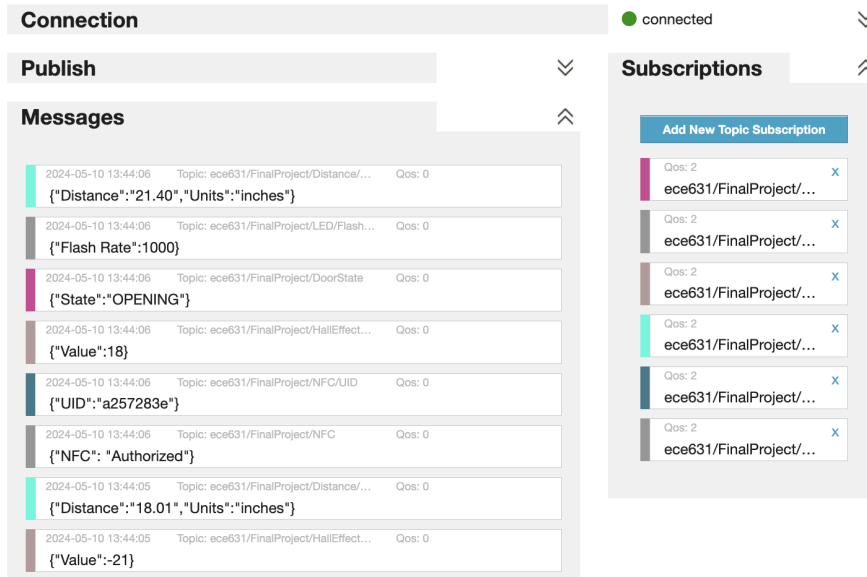 Connection
connected
Publish
Messages
2024-05-10 13:44:06 Topic: ece631/FinalProject/Distance/... Qos: 0
{"Distance":"21.40","Units":"inches"}
2024-05-10 13:44:06 Topic: ece631/FinalProject/LED/Flash... Qos: 0
{"Flash Rate":1000}
2024-05-10 13:44:06 Topic: ece631/FinalProject/DoorState Qos: 0
{"State":"OPENING"}
2024-05-10 13:44:06 Topic: ece631/FinalProject/HallEffect... Qos: 0
{"Value":18}
2024-05-10 13:44:06 Topic: ece631/FinalProject/NFC/UID Qos: 0
{"UID":"a257283e"}
2024-05-10 13:44:06 Topic: ece631/FinalProject/NFC Qos: 0
{"NFC": "Authorized"}
2024-05-10 13:44:05 Topic: ece631/FinalProject/Distance/... Qos: 0
{"Distance":"18.01","Units":"inches"}
2024-05-10 13:44:05 Topic: ece631/FinalProject/HallEffect... Qos: 0
{"Value":-21}
Subscriptions
Add New Topic Subscription
Qos: 2 x
ece631/FinalProject/...
Qos: 2 x
ece631/FinalProject/...
Qos: 2 x
ece631/FinalProject/...
Qos: 2 x
ece631/FinalProject/...
Qos: 2 x
ece631/FinalProject/...
Qos: 2 x
ece631/FinalProject/...